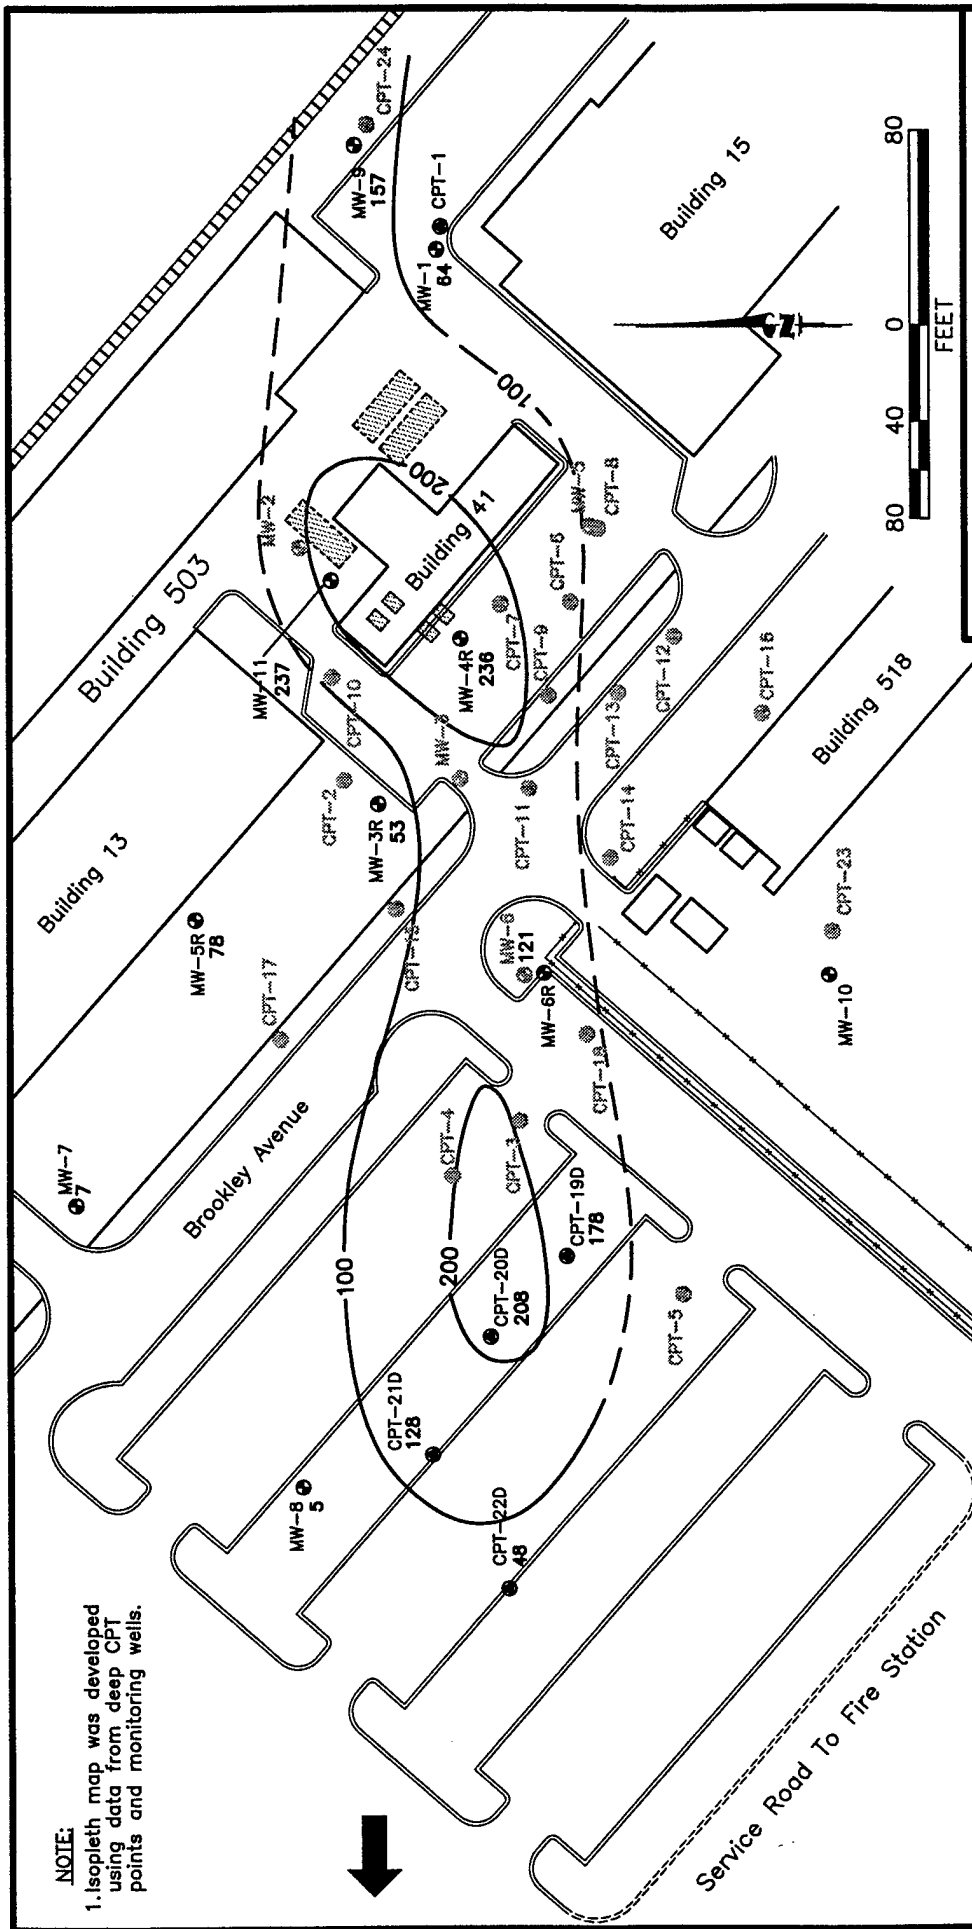 NOTE:
1.Isopleth map was developed
using data from deep CPT
points and monitoring wells.
MW-7
7
MW-5R
78
Building 13
Building 503
CPT-17
Brookley Avenue
MW-8
5
CPT-21D
128
CPT-22D
48
100
200
CPT-20D
208
CPT-4
CPT-3
CPT-19D
178
CPT-5
CPT-2
MW-3R
53
MW-11
237
CPT-10
MW-2
MW-9
157
CPT-24
MW-1
64
CPT-1
100
200
Building 41
MW-4R
236
CPT-7
CPT-9
CPT-6
CPT-8
CPT-11
MW-6
121
MW-6R
CPT-18
CPT-14
CPT-13
CPT-12
CPT-16
Building 518
CPT-23
MW-10
Building 15
N
80
40
0
80
FEET
Service Road To Fire Station